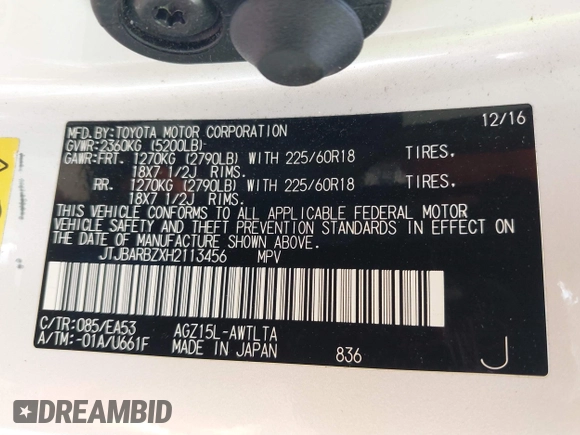 MFD.BY:TOYOTA MOTOR CORPORATION 12/16
GVWR:2360KG (5200LB)
GAWR:FRT. 1270KG (2790LB) WITH 225/60R18 TIRES.
18X7 1/2J RIMS.
RR. 1270KG (2790LB) WITH 225/60R18 TIRES.
18X7 1/2J RIMS.
THIS VEHICLE CONFORMS TO ALL APPLICABLE FEDERAL MOTOR
VEHICLE SAFETY AND THEFT PREVENTION STANDARDS IN EFFECT ON
THE DATE OF MANUFACTURE SHOWN ABOVE.
JTJBARBZXH2113456 MPV
C/TR:085/EA53 AGZ15L-AWTLTA
A/TM:-01A/U661F MADE IN JAPAN 836 J
DREAMBID